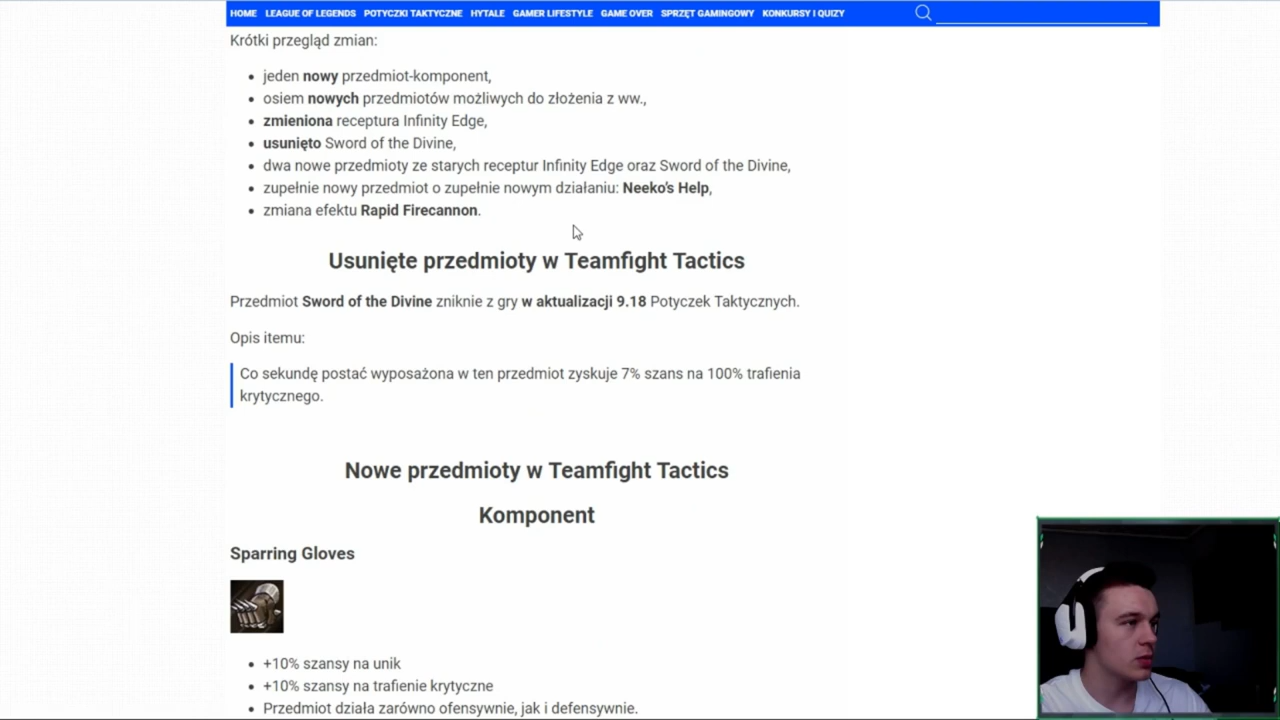 HOME LEAGUE OF LEGENDS POTYCZKI TAKTYCZNE HYTALE GAMER LIFESTYLE GAME OVER SPRZĘT GAMINGOWY KONKURSY I QUIZY
Krótki przegląd zmian:
jeden nowy przedmiot-komponent,
osiem nowych przedmiotów możliwych do złożenia z ww.,
zmieniona receptura Infinity Edge,
usunięto Sword of the Divine,
dwa nowe przedmioty ze starych receptur Infinity Edge oraz Sword of the Divine,
zupełnie nowy przedmiot o zupełnie nowym działaniu: Neeko's Help,
zmiana efektu Rapid Firecannon.
Usunięte przedmioty w Teamfight Tactics
Przedmiot Sword of the Divine zniknie z gry w aktualizacji 9.18 Potyczek Taktycznych.
Opis itemu:
Co sekundę postać wyposażona w ten przedmiot zyskuje 7% szans na 100% trafienia
krytycznego.
Nowe przedmioty w Teamfight Tactics
Komponent
Sparring Gloves
+10% szansy na unik
+10% szansy na trafienie krytyczne
Przedmiot działa zarówno ofensywnie, jak i defensywnie.